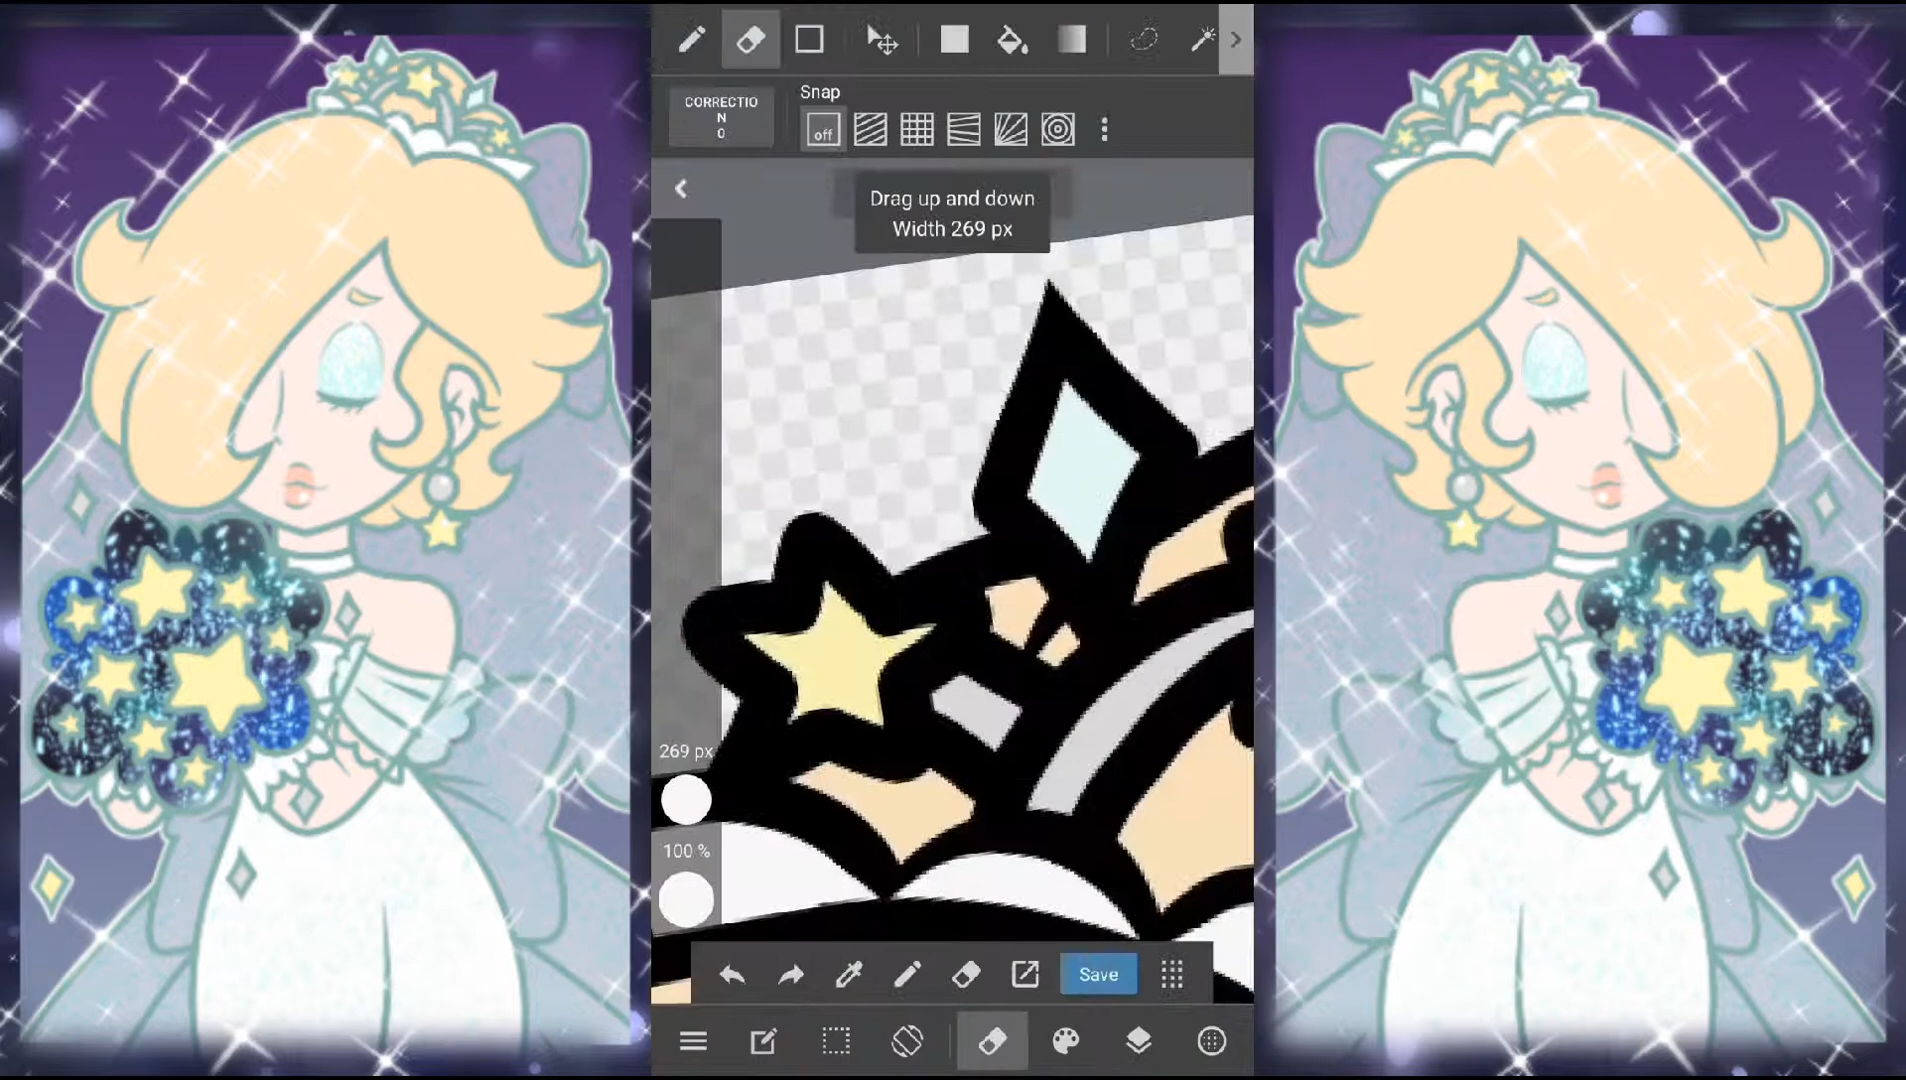 CORRECTIO
N
0
Snap
off
Drag up and down
Width 269 px
269 px
100 %
Save